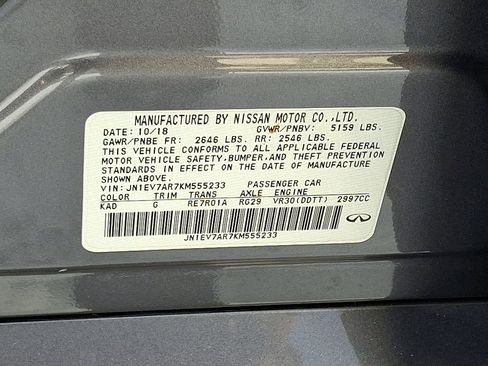 MANUFACTURED BY NISSAN MOTOR CO.,LTD.
DATE: 10/18 GVWR/PNBV: 5159 LBS.
GAWR/PNBE FR: 2646 LBS. RR: 2546 LBS.
THIS VEHICLE CONFORMS TO ALL APPLICABLE FEDERAL
MOTOR VEHICLE SAFETY,BUMPER,AND THEFT PREVENTION
STANDARDS IN EFFECT ON THE DATE OF MANUFACTURE
SHOWN ABOVE.
VIN: JN1EV7AR7KM555233 PASSENGER CAR
COLOR TRIM TRANS AXLE ENGINE
KAD G RE7R01A RG29 VR30(DDTT) 2997CC
JN1EV7AR7KM555233